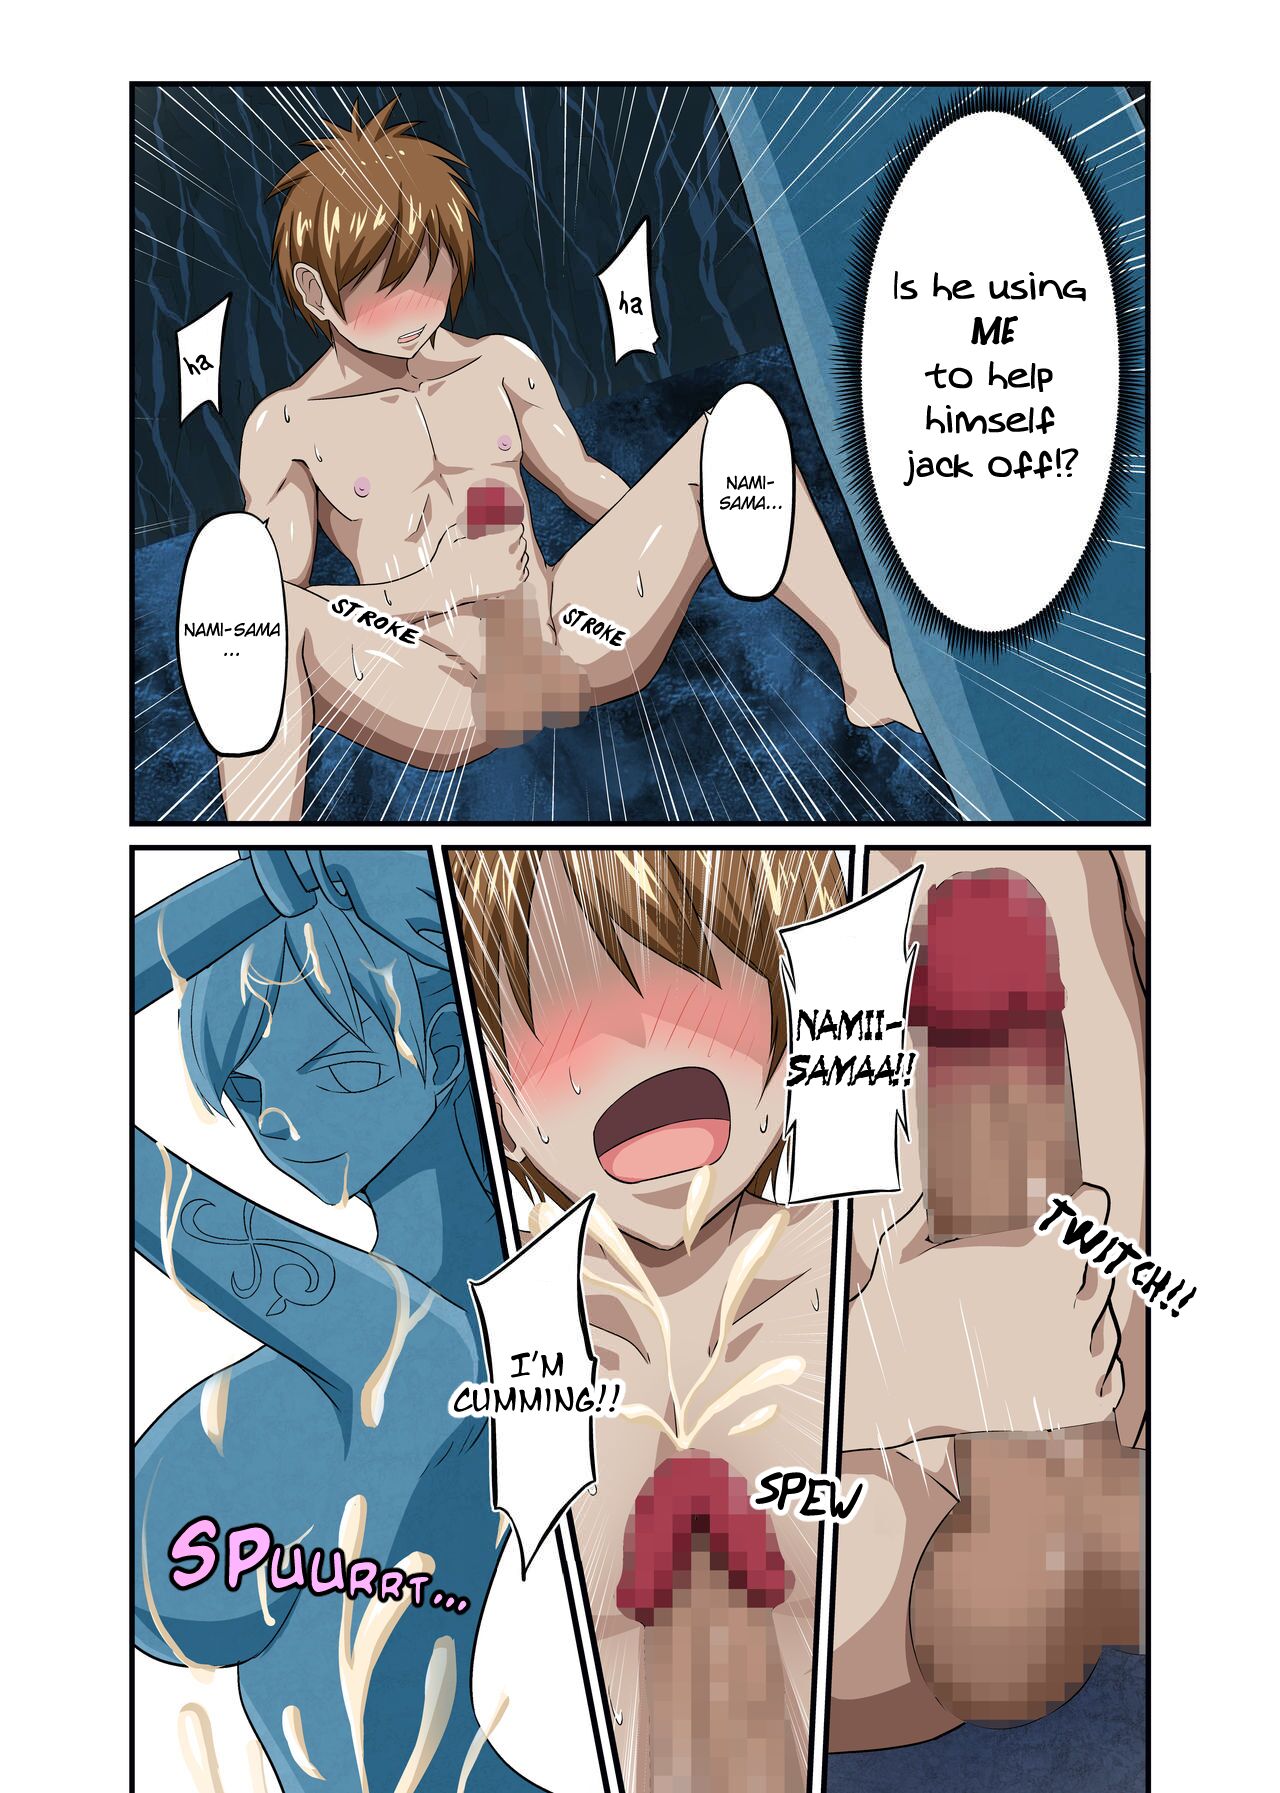 Is he using
ME
to help
himself
jack off!?
ha
ha
NAMI-
SAMA...
STROKE
STROKE
NAMI-SAMA
...
NAMII-
SAMAA!!
TWITCH!!
I'M
CUMMING!!
SPEW
SPUURRT...